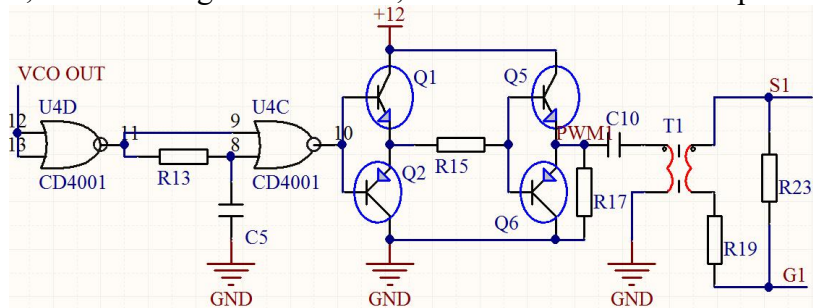 +12
VCO OUT
U4D
U4C
Q1
Q5
S1
12
13
11
9
8
10
PWM1
C10
T1
CD4001
R13
CD4001
Q2
R15
Q6
R17
R23
C5
R19
G1
GND
GND
GND